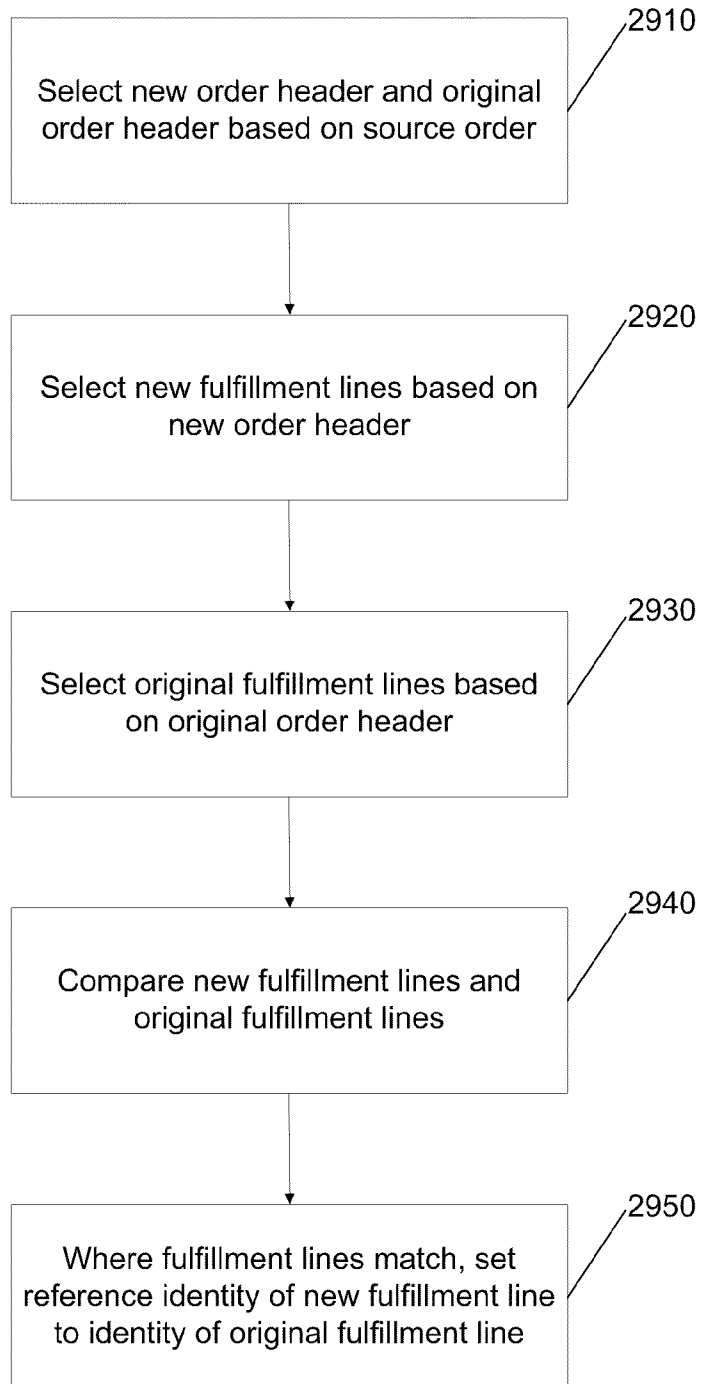 2910
Select new order header and original
order header based on source order
2920
Select new fulfillment lines based on
new order header
2930
Select original fulfillment lines based
on original order header
2940
Compare new fulfillment lines and
original fulfillment lines
2950
Where fulfillment lines match, set
reference identity of new fulfillment line
to identity of original fulfillment line